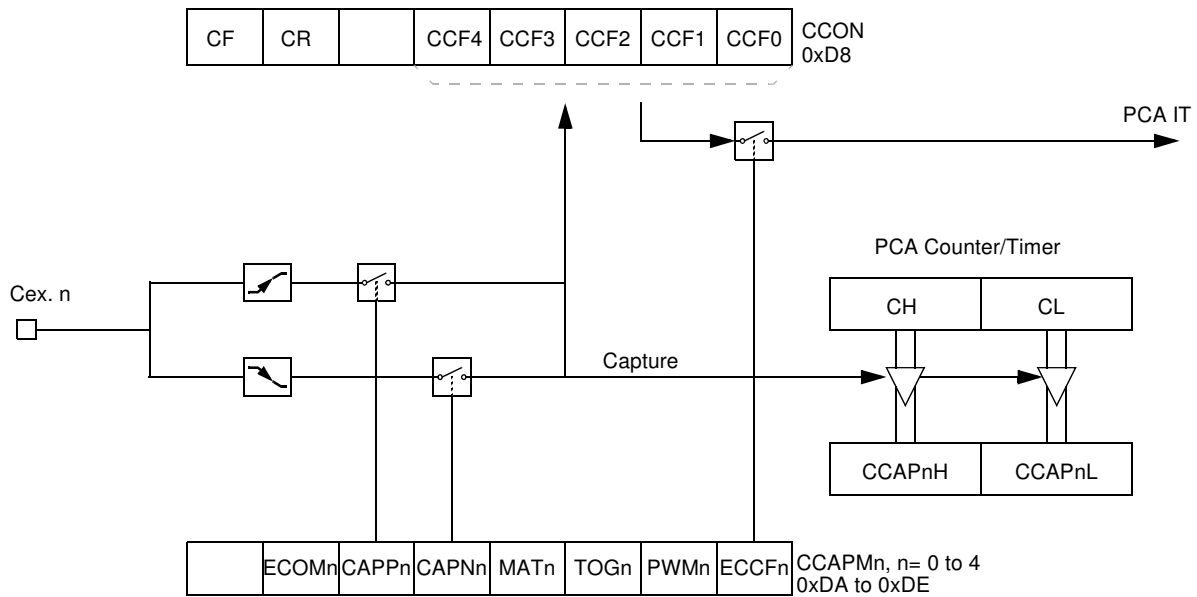 CF CR CCF4 CCF3 CCF2 CCF1 CCF0 CCON
0xD8
PCA IT
PCA Counter/Timer
Cex. n
CH CL
Capture
CCAPnH CCAPnL
ECOMn CAPPn CAPNn MATn TOGn PWMn ECCFn CCAPMn, n= 0 to 4
0xDA to 0xDE